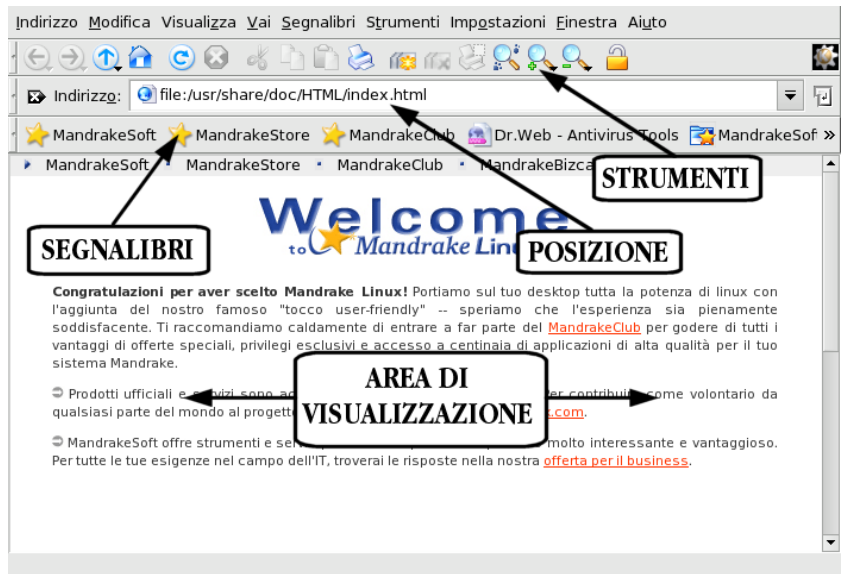 Indirizzo Modifica Visualizza Vai Segnalibri Strumenti Impostazioni Finestra Aiuto
Indirizzo: file:/usr/share/doc/HTML/index.html
MandrakeSoft MandrakeStore MandrakeClub Dr.Web - Antivirus Tools MandrakeSof »
MandrakeSoft MandrakeStore MandrakeClub
STRUMENTI
Welcome
to Mandrake
SEGNALIBRI
POSIZIONE
Congratulazioni per aver scelto Mandrake Linux! Portiamo sul tuo desktop tutta la potenza di linux con
l'aggiunta del nostro famoso "tocco user-friendly" -- speriamo che l'esperienza sia pienamente
soddisfacente. Ti raccomandiamo caldamente di entrare a far parte del MandrakeClub per godere di tutti i
vantaggi di offerte speciali, privilegi esclusivi e accesso a centinaia di applicazioni di alta qualità per il tuo
sistema Mandrake.
AREA DI
VISUALIZZAZIONE
Prodotti ufficiali e servizi sono come volontario da
qualsiasi parte del mondo al .com.
MandrakeSoft offre strumenti e molto interessante e vantaggioso.
Per tutte le tue esigenze nel campo dell'IT, troverai le risposte nella nostra offerta per il business.